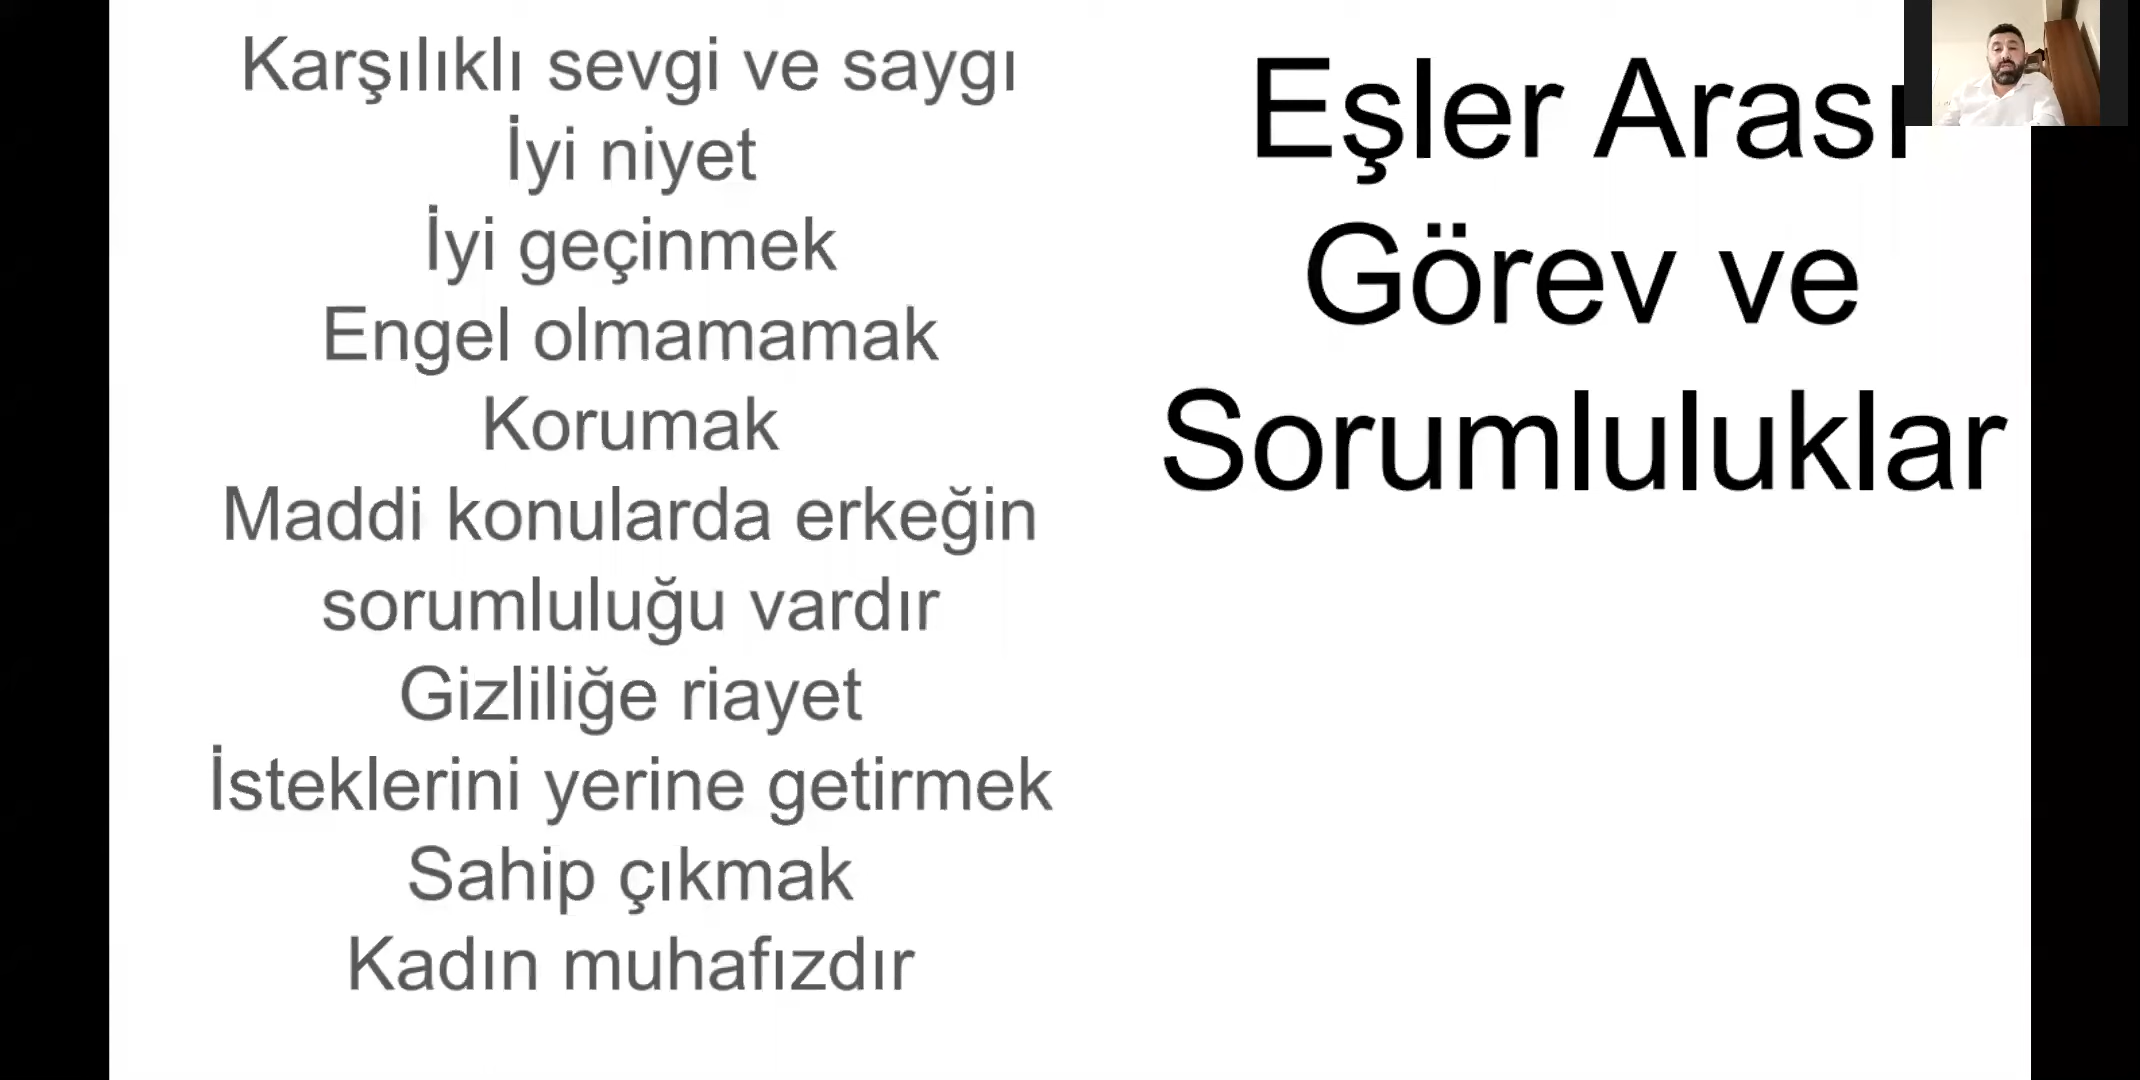 Karşılıklı sevgi ve saygı
İyi niyet
İyi geçinmek
Engel olmamamak
Korumak
Maddi konularda erkeğin
sorumluluğu vardır
Gizliliğe riayet
İsteklerini yerine getirmek
Sahip çıkmak
Kadın muhafızdır
Eşler Arası
Görev ve
Sorumluluklar